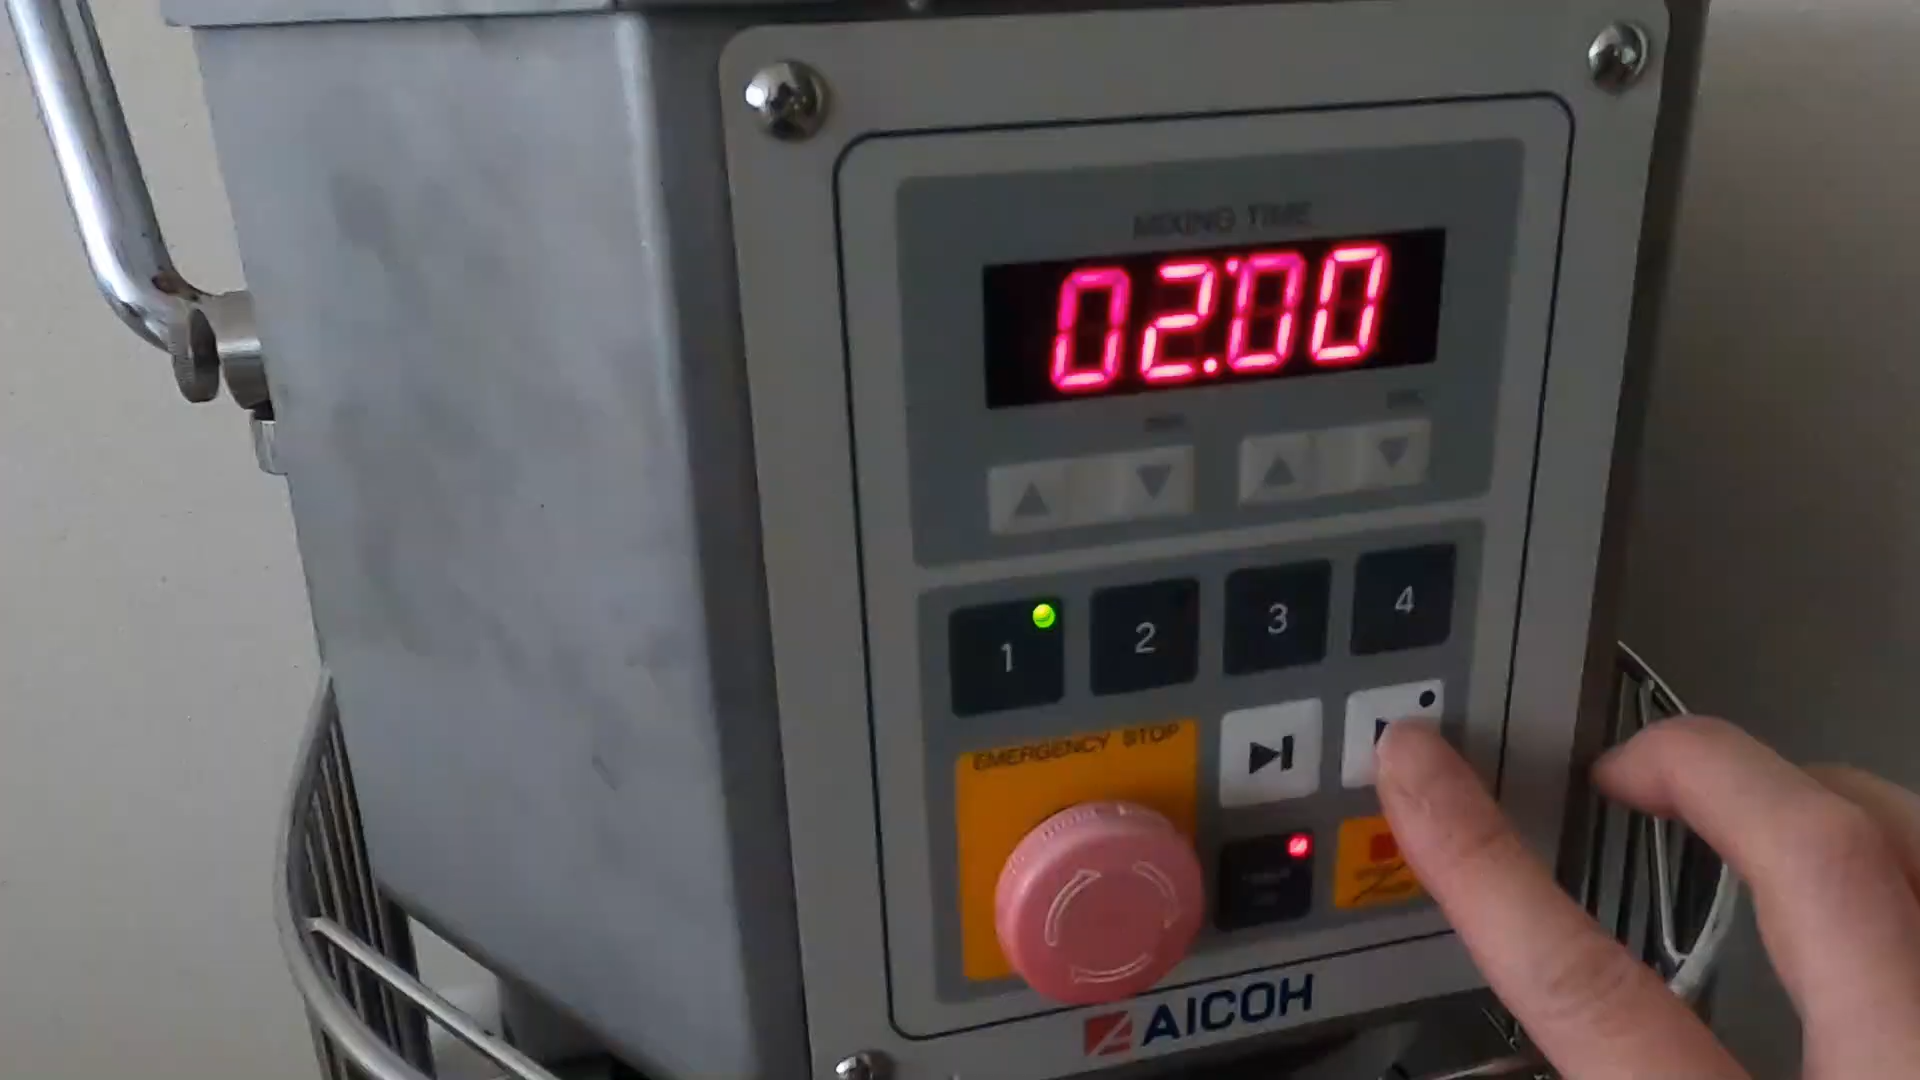 MIXING TIME
02:00
1 2 3 4
EMERGENCY STOP
AICOH